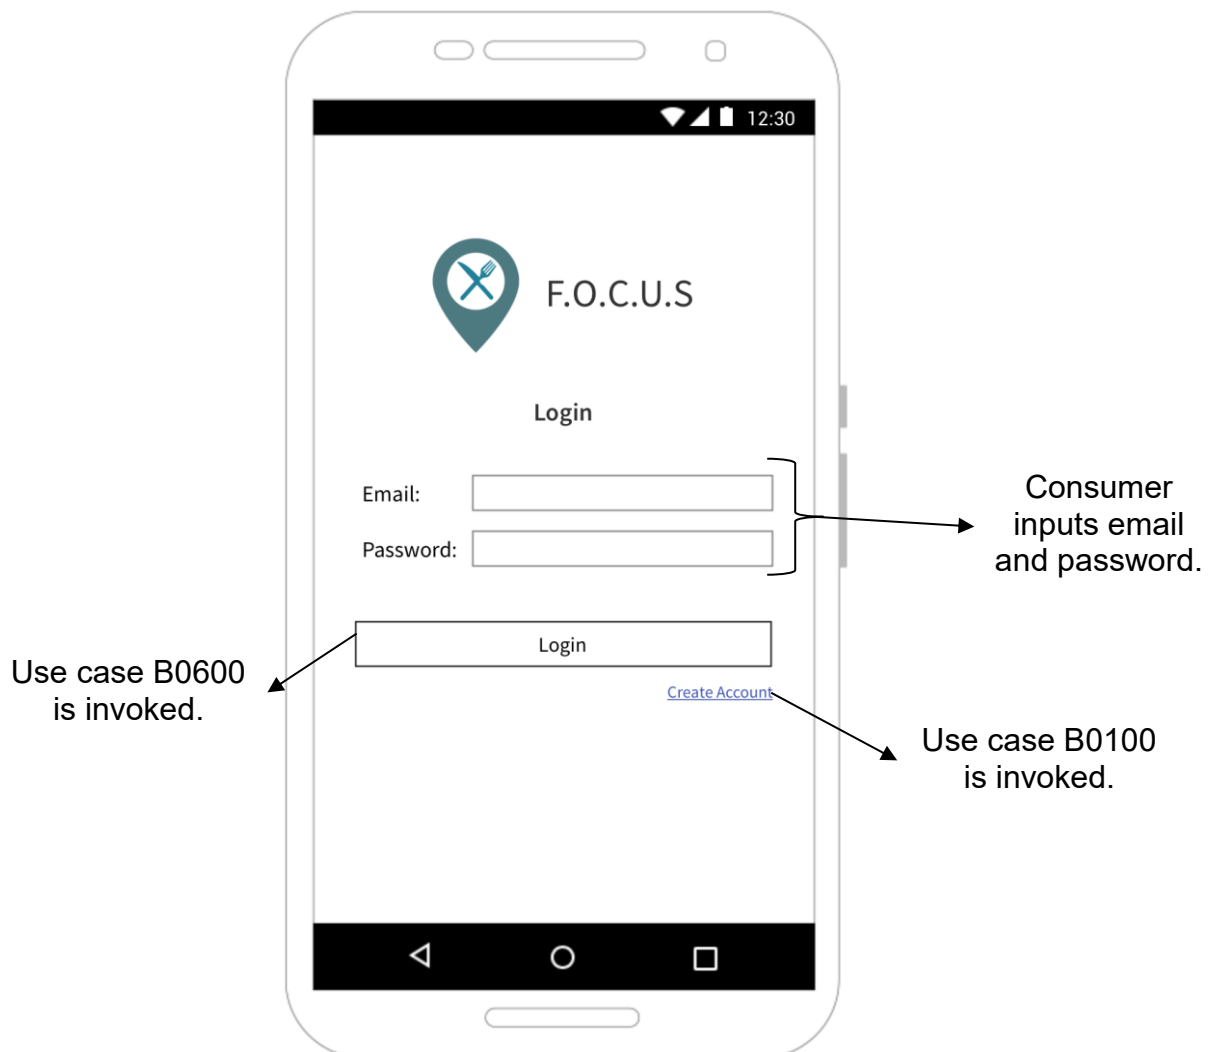 12:30
F.O.C.U.S
Login
Email:
Password:
Consumer
inputs email
and password.
Login
Use case B0600
is invoked.
Create Account
Use case B0100
is invoked.